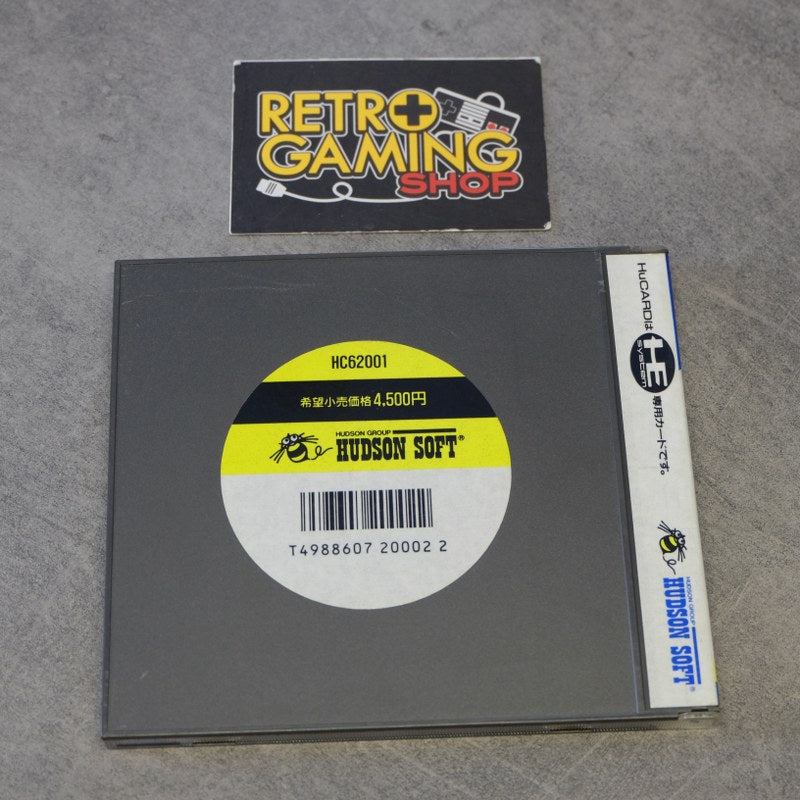 RETRO
GAMING
SHOP
HC62001
希望小売価格4,500円
HUDSON GROUP
HUDSON SOFT®
T4988607 20002 2
HuCARDは
HE
SYSTEM
専用カードです。
HUDSON GROUP
HUDSON SOFT®